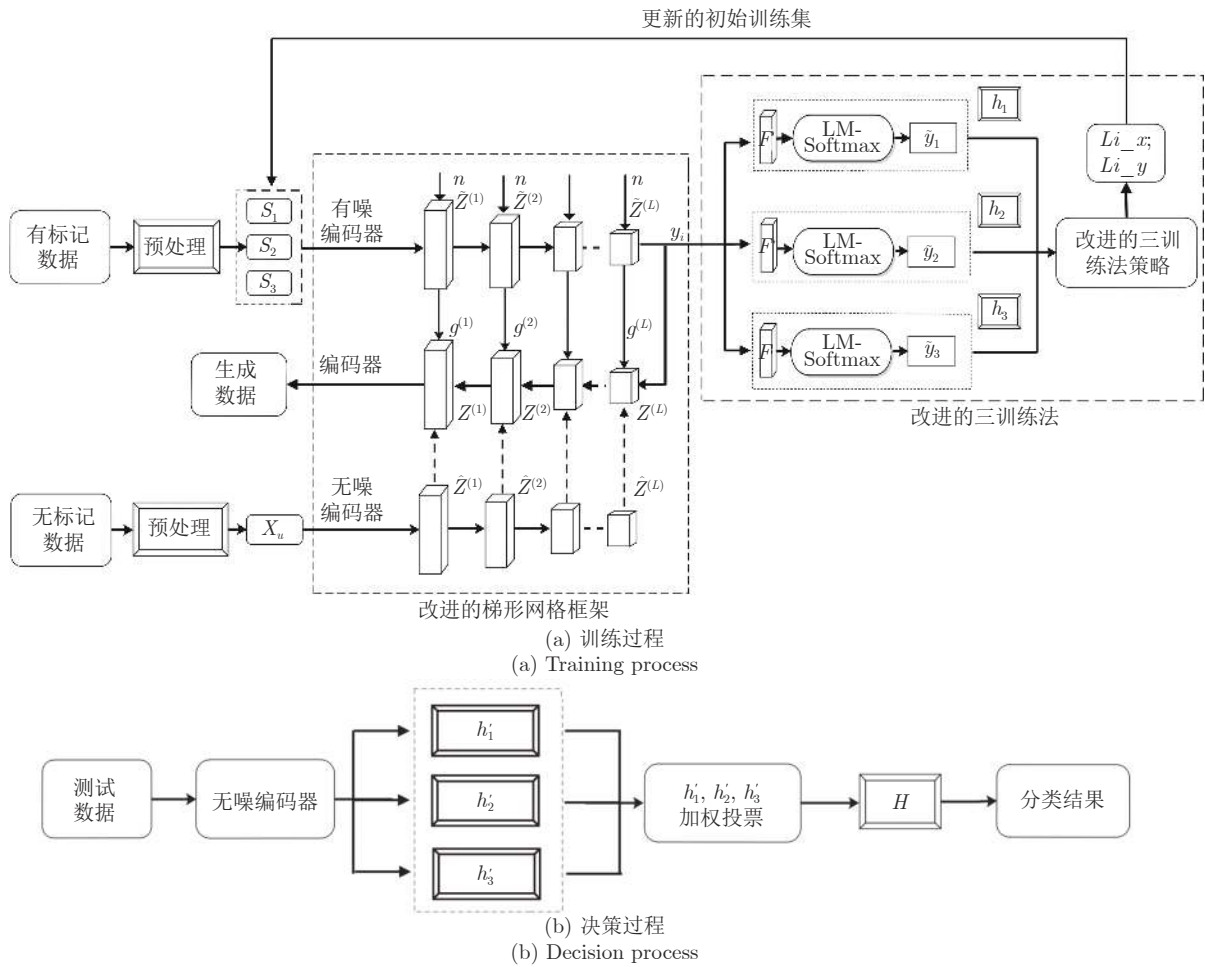 更新的初始训练集
h₁
F
LM-
Softmax
ỹ₁
Li_x;
Li_y
n
n
n
Z̃⁽¹⁾
Z̃⁽²⁾
Z̃⁽ᴸ⁾
有标记
数据
预处理
S₁
S₂
S₃
有噪
编码器
yᵢ
h₂
F
LM-
Softmax
ỹ₂
改进的三训
练法策略
h₃
F
LM-
Softmax
ỹ₃
g⁽¹⁾
g⁽²⁾
g⁽ᴸ⁾
生成
数据
编码器
Z⁽¹⁾
Z⁽²⁾
Z⁽ᴸ⁾
改进的三训练法
无标记
数据
预处理
Xᵤ
无噪
编码器
Ẑ⁽¹⁾
Ẑ⁽²⁾
Ẑ⁽ᴸ⁾
改进的梯形网格框架
(a) 训练过程
(a) Training process
测试
数据
无噪编码器
h′₁
h′₂
h′₃
h′₁, h′₂, h′₃
加权投票
H
分类结果
(b) 决策过程
(b) Decision process